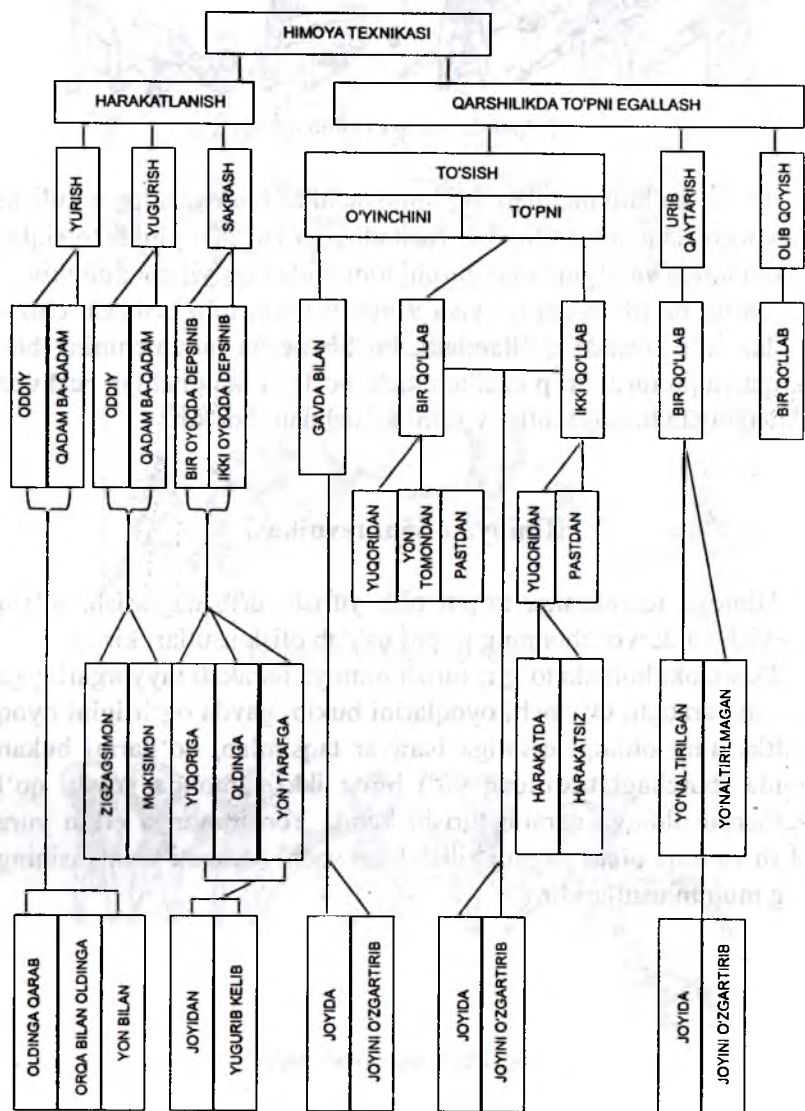 HIMOYA TEXNIKASI
HARAKATLANISH
QARSHILIKDA TO'PNI EGALLASH
YURISH
YUGURISH
SAKRASH
TO'SISH
O'YINCHINI
TO'PNI
URIB
QAYTARISH
OLIB QO'YISH
ODDIY
QADAM BA-QADAM
ODDIY
QADAM BA-QADAM
BIR OYOQDA DEPSINIB
IKKI OYOQDA DEPSINIB
GAVDA BILAN
BIR QO'LLAB
IKKI QO'LLAB
BIR QO'LLAB
BIR QO'LLAB
YUQORIDAN
YON
TOMONDAN
PASTDAN
YUQORIDAN
PASTDAN
ZIGZAGSIMON
MOKISIMON
YUQORIGA
YON TARAFGA
HARAKATDA
HARAKATSIZ
YO'NALTIRILGAN
YO'NALTIRILMAGAN
OLDINGA QARAB
ORQA BILAN OLDINGA
YON BILAN
JOYIDAN
YUGURIB KELIB
JOYIDA
JOYINI O'ZGARTIRIB
JOYIDA
JOYINI O'ZGARTIRIB
JOYIDA
JOYINI O'ZGARTIRIB